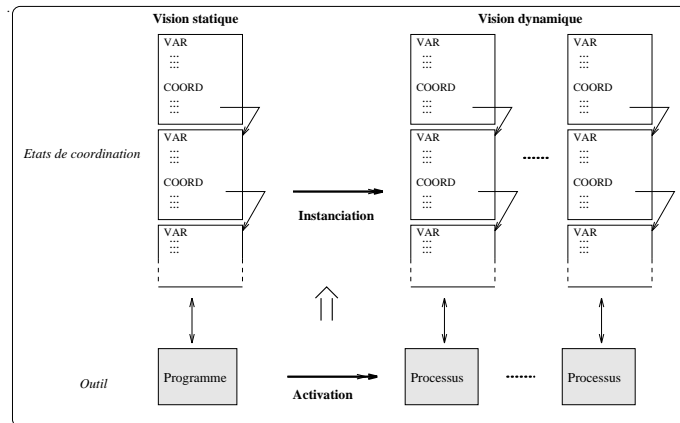 Vision statique
Vision dynamique
VAR
COORD
VAR
COORD
VAR
VAR
COORD
VAR
COORD
VAR
VAR
COORD
VAR
COORD
VAR
Etats de coordination
Instanciation
Outil
Programme
Activation
Processus
Processus